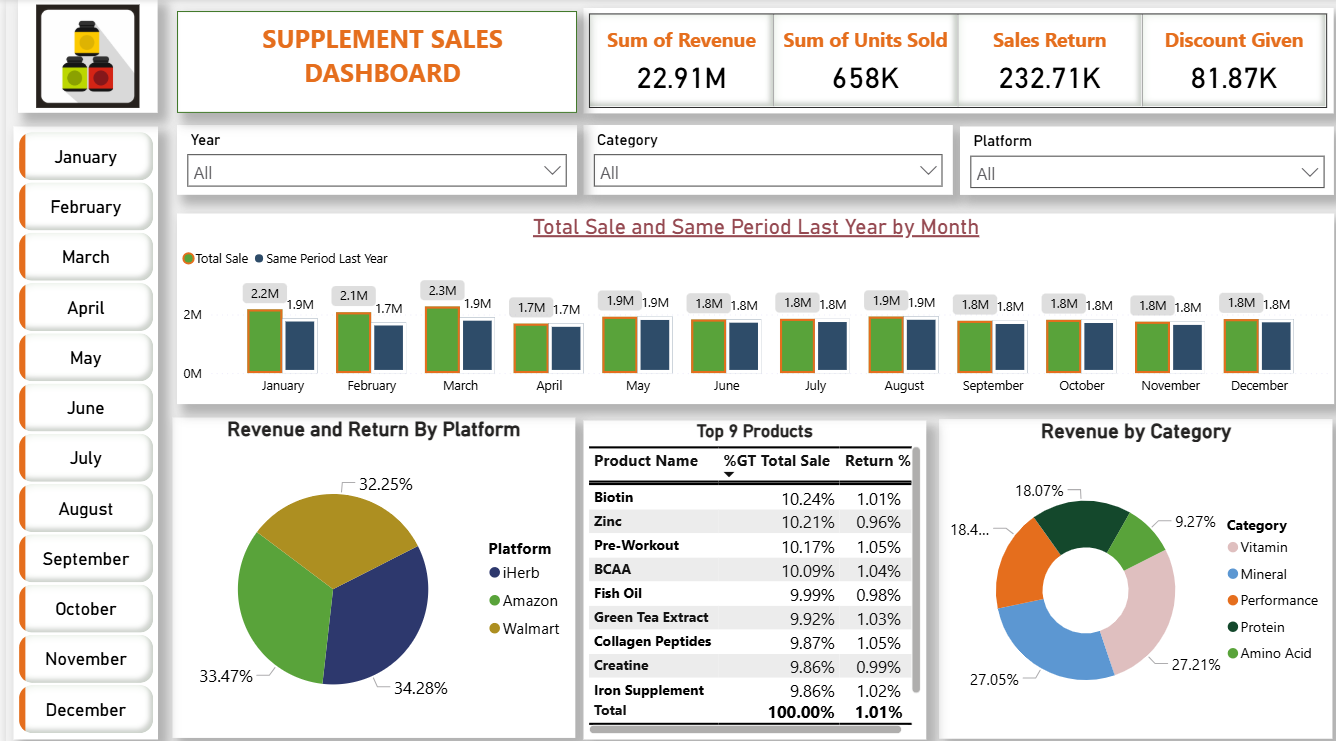 SUPPLEMENT SALES
DASHBOARD
Sum of Revenue
22.91M
Sum of Units Sold
658K
Sales Return
232.71K
Discount Given
81.87K
January
February
March
April
May
June
July
August
September
October
November
December
Year
All
Category
All
Platform
All
Total Sale and Same Period Last Year by Month
Total Sale Same Period Last Year
2M
0M
2.2M 1.9M
2.1M 1.7M
2.3M 1.9M
1.7M 1.7M
1.9M 1.9M
1.8M 1.8M
1.8M 1.8M
1.9M 1.9M
1.8M 1.8M
1.8M 1.8M
1.8M 1.8M
1.8M 1.8M
January February March April May June July August September October November December
Revenue and Return By Platform
32.25%
33.47%
34.28%
Platform
iHerb
Amazon
Walmart
Top 9 Products
Product Name %GT Total Sale Return %
Biotin 10.24% 1.01%
Zinc 10.21% 0.96%
Pre-Workout 10.17% 1.05%
BCAA 10.09% 1.04%
Fish Oil 9.99% 0.98%
Green Tea Extract 9.92% 1.03%
Collagen Peptides 9.87% 1.05%
Creatine 9.86% 0.99%
Iron Supplement 9.86% 1.02%
Total 100.00% 1.01%
Revenue by Category
18.07%
9.27%
18.4...
27.05%
27.21%
Category
Vitamin
Mineral
Performance
Protein
Amino Acid